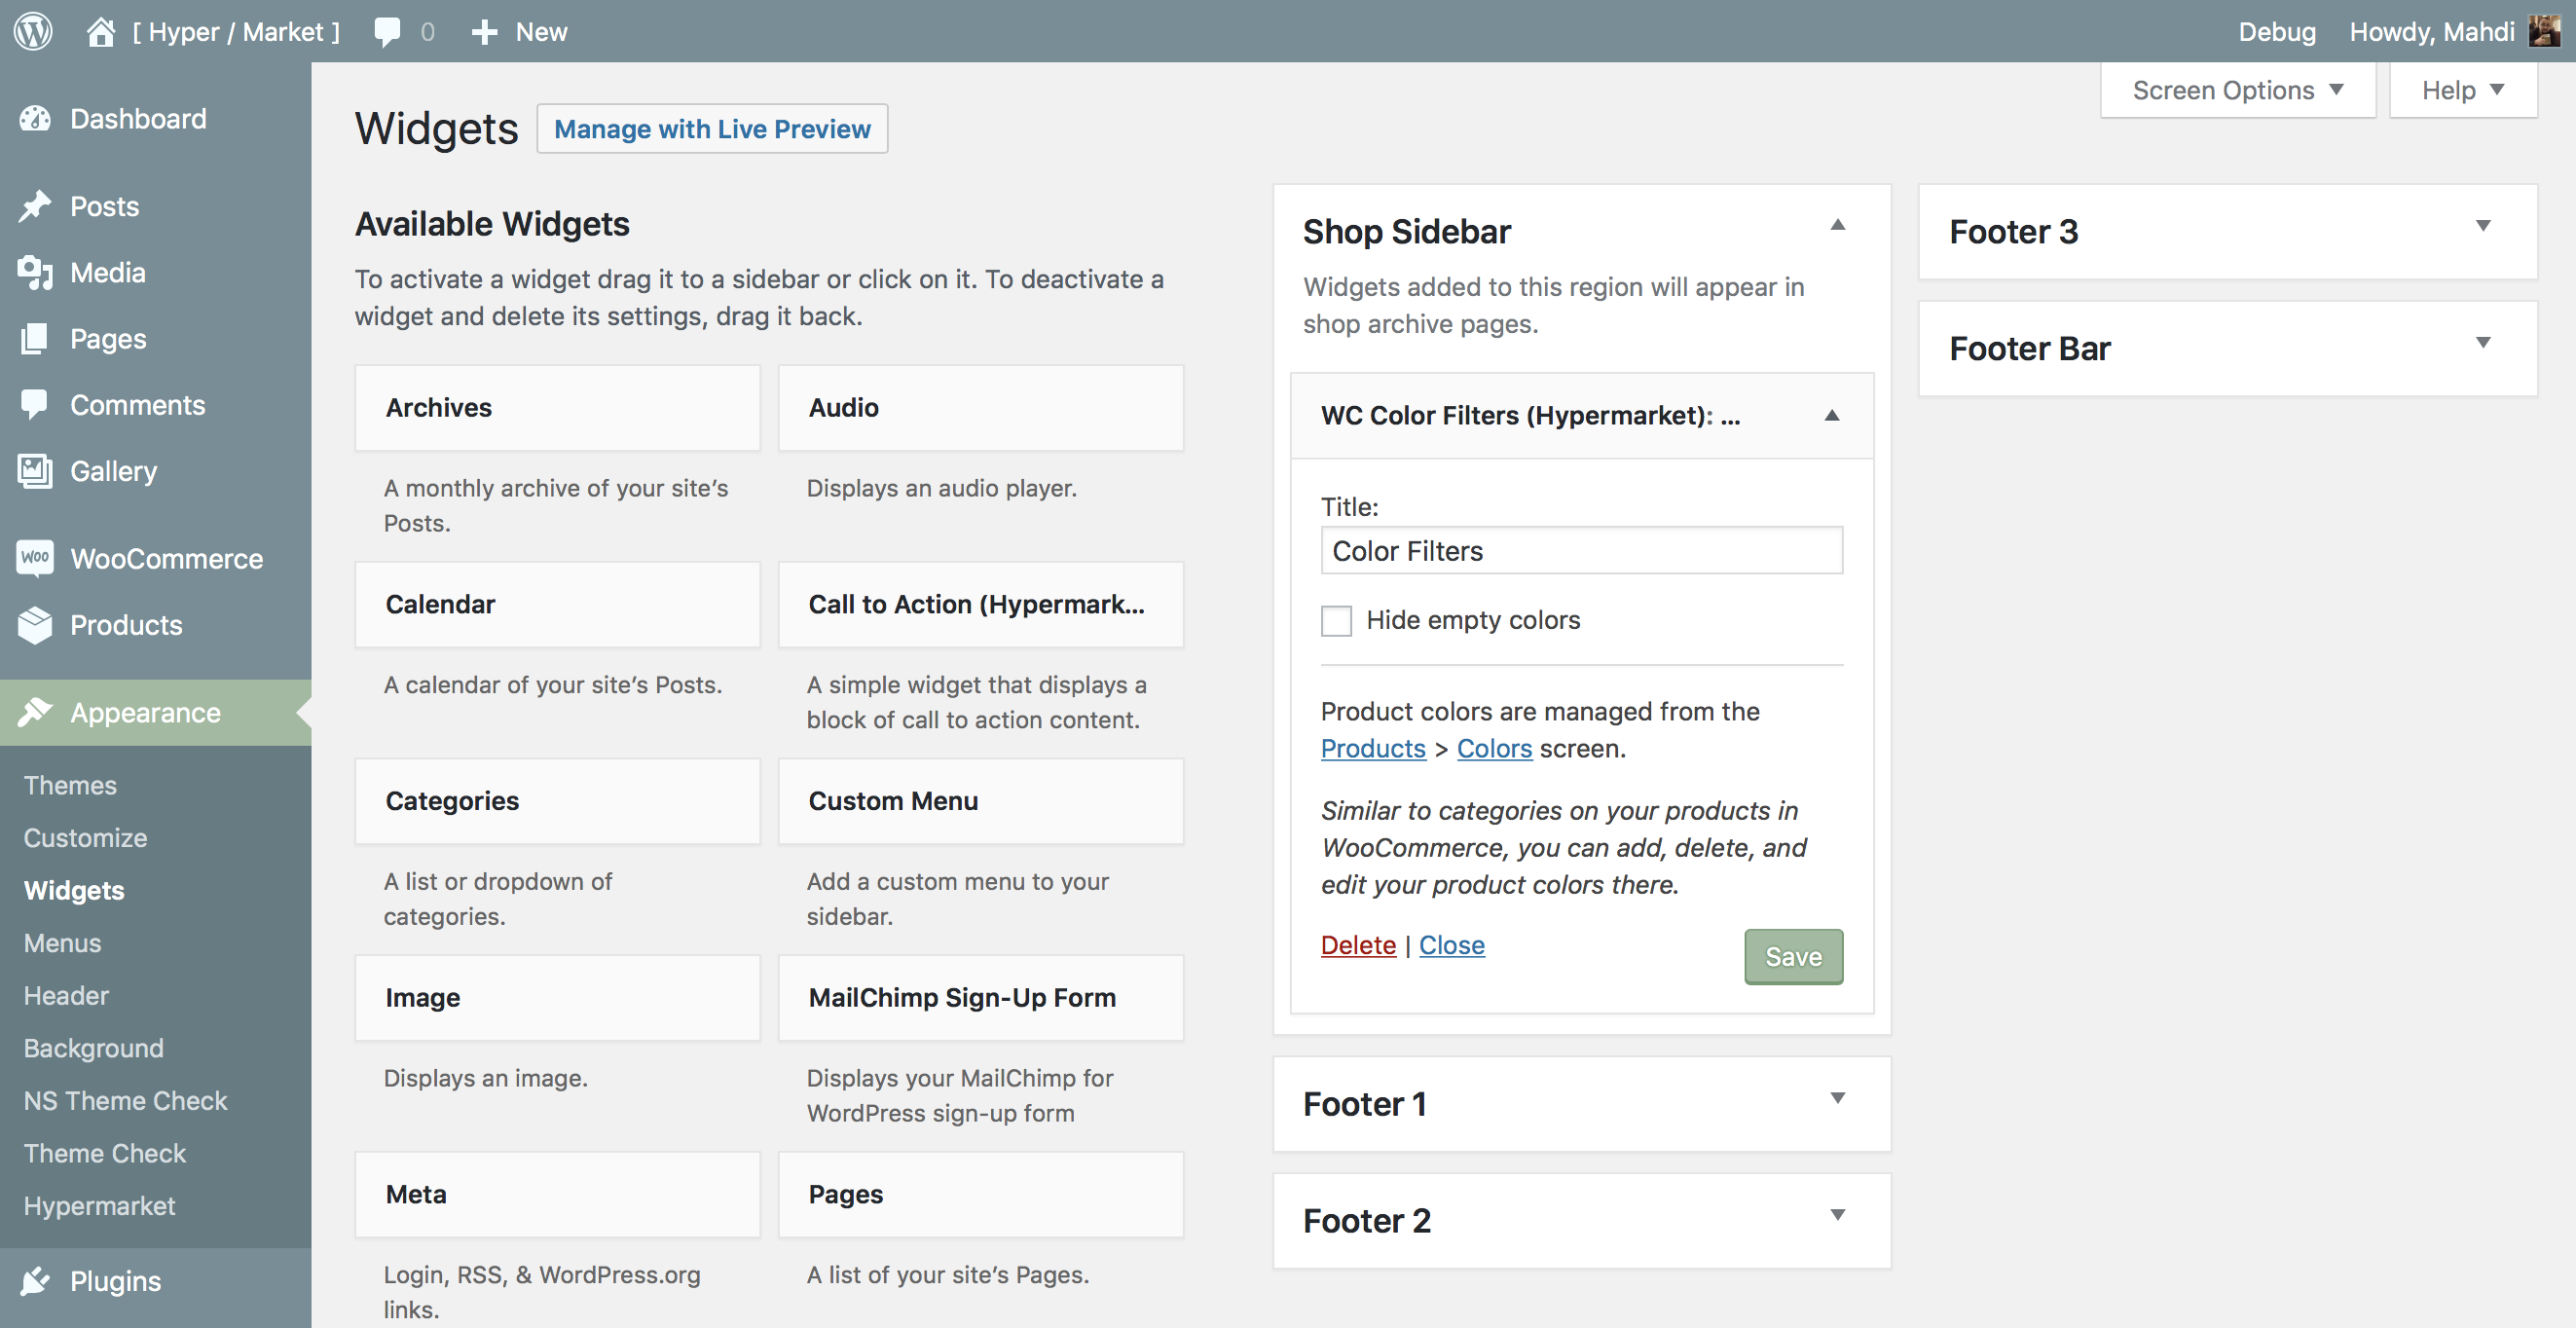 [ Hyper / Market ] 0 New Debug Howdy, Mahdi
Screen Options Help
Dashboard
Posts
Media
Pages
Comments
Gallery
Woo WooCommerce
Products
Appearance
Themes
Customize
Widgets
Menus
Header
Background
NS Theme Check
Theme Check
Hypermarket
Plugins
Widgets Manage with Live Preview
Available Widgets
To activate a widget drag it to a sidebar or click on it. To deactivate a
widget and delete its settings, drag it back.
Archives
A monthly archive of your site’s
Posts.
Audio
Displays an audio player.
Calendar
A calendar of your site’s Posts.
Call to Action (Hypermark...
A simple widget that displays a
block of call to action content.
Categories
A list or dropdown of
categories.
Custom Menu
Add a custom menu to your
sidebar.
Image
Displays an image.
MailChimp Sign-Up Form
Displays your MailChimp for
WordPress sign-up form
Meta
Login, RSS, & WordPress.org
links.
Pages
A list of your site’s Pages.
Shop Sidebar
Widgets added to this region will appear in
shop archive pages.
WC Color Filters (Hypermarket): ...
Title:
Color Filters
Hide empty colors
Product colors are managed from the
Products > Colors screen.
Similar to categories on your products in
WooCommerce, you can add, delete, and
edit your product colors there.
Delete | Close Save
Footer 1
Footer 2
Footer 3
Footer Bar